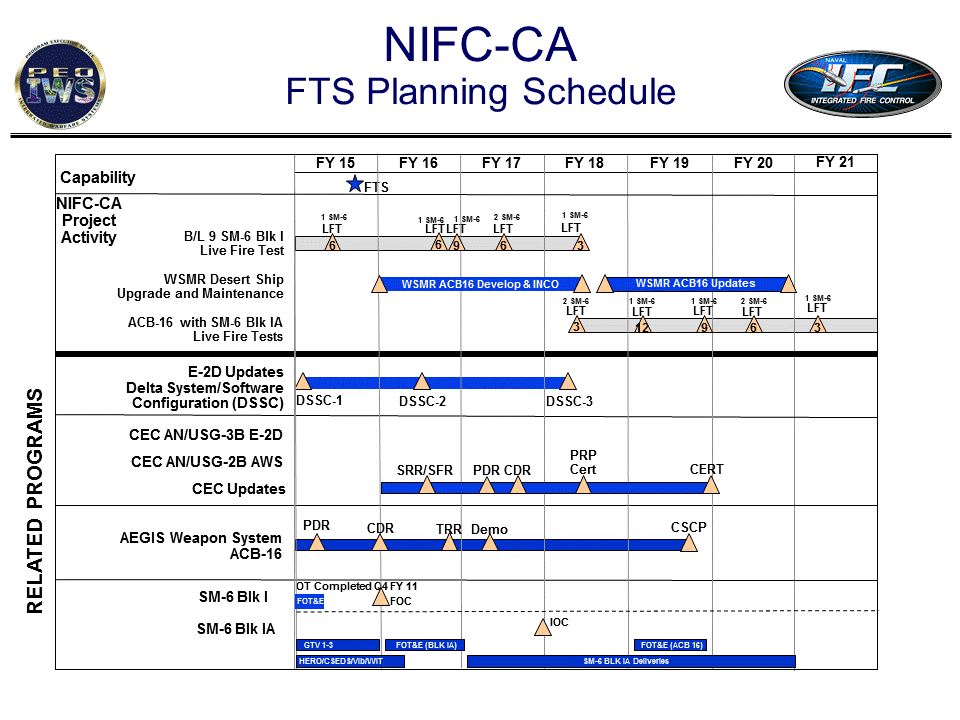 NIFC-CA
FTS Planning Schedule
PROGRAM EXECUTIVE OFFICE
PEO
IWS
INTEGRATED WARFARE SYSTEMS
NAVAL
IFC
INTEGRATED FIRE CONTROL
FY 15 FY 16 FY 17 FY 18 FY 19 FY 20 FY 21
Capability
FTS
NIFC-CA
Project
Activity
1 SM-6 1 SM-6 1 SM-6 2 SM-6 1 SM-6
LFT LFT LFT LFT LFT
B/L 9 SM-6 Blk I
Live Fire Test
6 6 9 6 3
WSMR Desert Ship
Upgrade and Maintenance
WSMR ACB16 Develop & INCO WSMR ACB16 Updates
2 SM-6 1 SM-6 1 SM-6 2 SM-6 1 SM-6
LFT LFT LFT LFT LFT
ACB-16 with SM-6 Blk IA
Live Fire Tests
3 12 9 6 3
RELATED PROGRAMS
E-2D Updates
Delta System/Software
Configuration (DSSC)
DSSC-1 DSSC-2 DSSC-3
CEC AN/USG-3B E-2D
CEC AN/USG-2B AWS
CEC Updates
SRR/SFR PDR CDR PRP
Cert CERT
AEGIS Weapon System
ACB-16
PDR CDR TRR Demo CSCP
OT Completed Q4 FY 11
SM-6 Blk I
FOT&E FOC
SM-6 Blk IA
IOC
GTV 1-3 FOT&E (BLK IA) FOT&E (ACB 16)
SM-6 BLK IA Deliveries